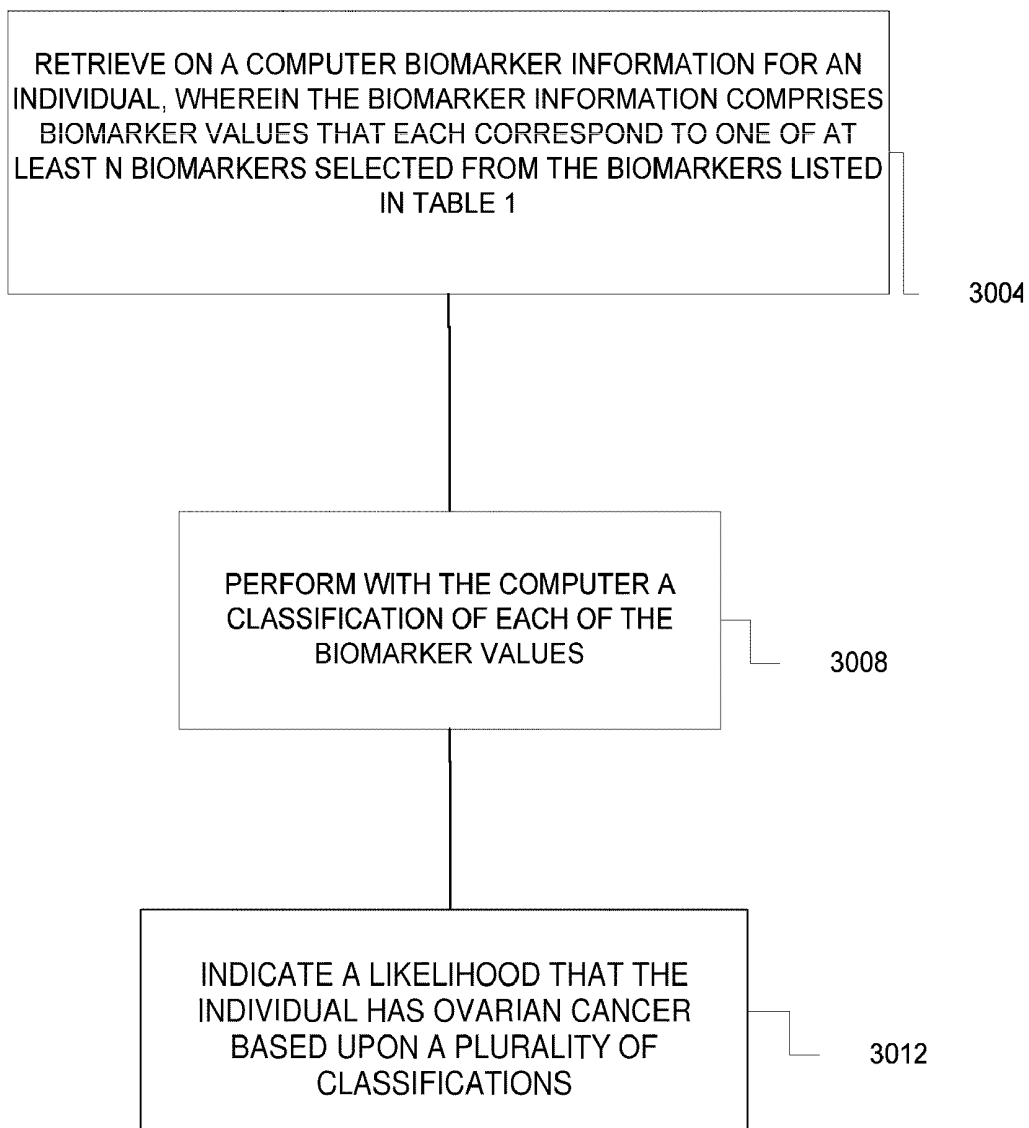 RETRIEVE ON A COMPUTER BIOMARKER INFORMATION FOR AN
INDIVIDUAL, WHEREIN THE BIOMARKER INFORMATION COMPRISES
BIOMARKER VALUES THAT EACH CORRESPOND TO ONE OF AT
LEAST N BIOMARKERS SELECTED FROM THE BIOMARKERS LISTED
IN TABLE 1
3004
PERFORM WITH THE COMPUTER A
CLASSIFICATION OF EACH OF THE
BIOMARKER VALUES
3008
INDICATE A LIKELIHOOD THAT THE
INDIVIDUAL HAS OVARIAN CANCER
BASED UPON A PLURALITY OF
CLASSIFICATIONS
3012